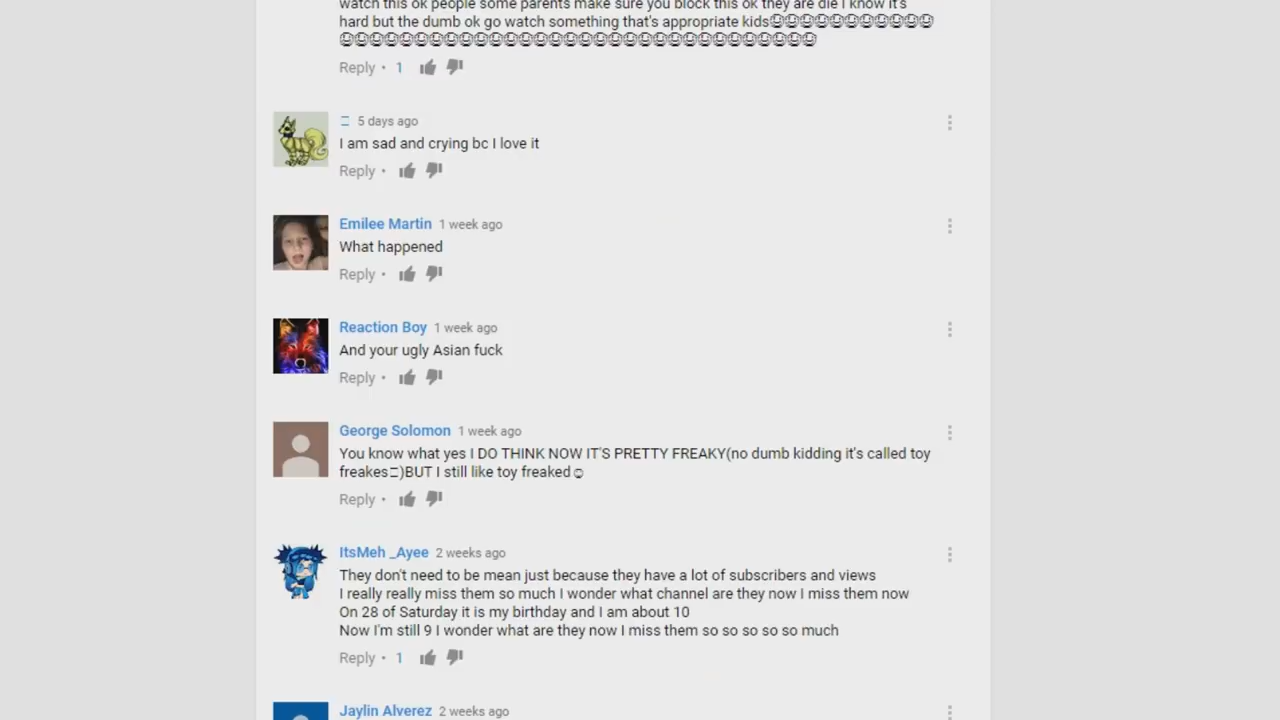 watch this ok people some parents make sure you block this ok they are die I know it's
hard but the dumb ok go watch something that's appropriate kids
Reply • 1
5 days ago
I am sad and crying bc I love it
Reply •
Emilee Martin 1 week ago
What happened
Reply •
Reaction Boy 1 week ago
And your ugly Asian fuck
Reply •
George Solomon 1 week ago
You know what yes I DO THINK NOW IT'S PRETTY FREAKY(no dumb kidding it's called toy
freakes)BUT I still like toy freaked☺
Reply •
ItsMeh _Ayee 2 weeks ago
They don't need to be mean just because they have a lot of subscribers and views
I really really miss them so much I wonder what channel are they now I miss them now
On 28 of Saturday it is my birthday and I am about 10
Now I'm still 9 I wonder what are they now I miss them so so so so so much
Reply • 1
Jaylin Alverez 2 weeks ago